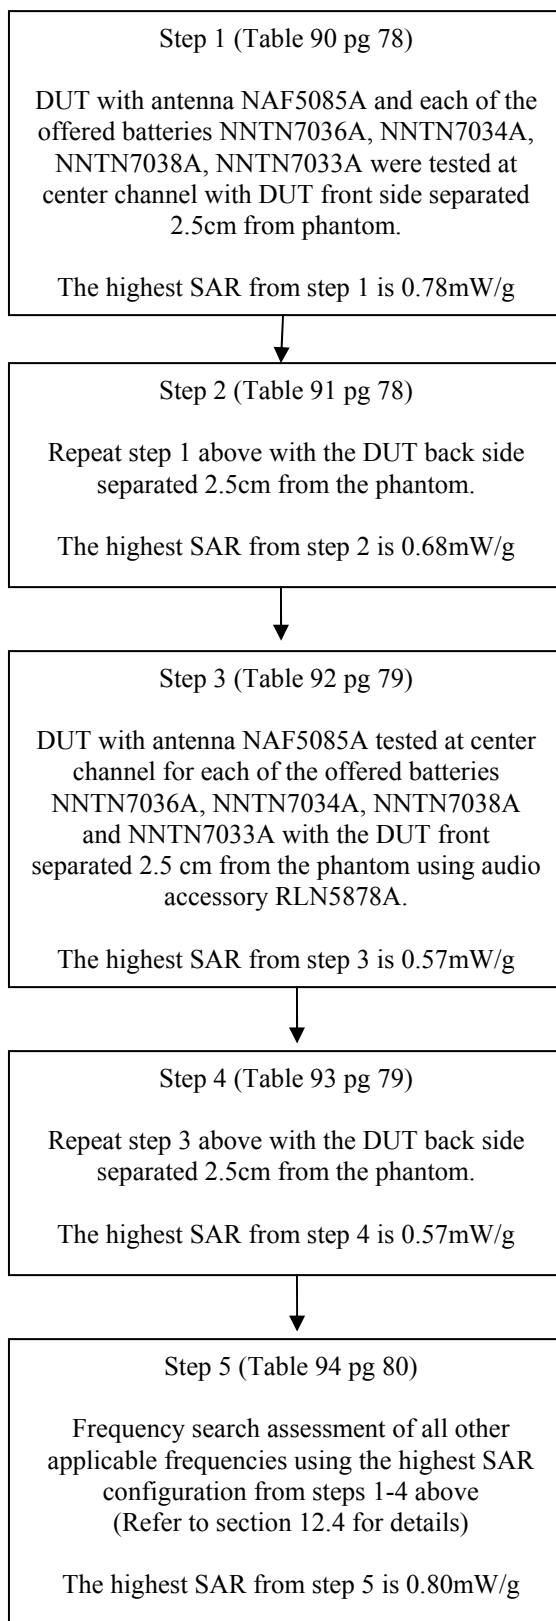 Step 1 (Table 90 pg 78)
DUT with antenna NAF5085A and each of the
offered batteries NNTN7036A, NNTN7034A,
NNTN7038A, NNTN7033A were tested at
center channel with DUT front side separated
2.5cm from phantom.
The highest SAR from step 1 is 0.78mW/g
Step 2 (Table 91 pg 78)
Repeat step 1 above with the DUT back side
separated 2.5cm from the phantom.
The highest SAR from step 2 is 0.68mW/g
Step 3 (Table 92 pg 79)
DUT with antenna NAF5085A tested at center
channel for each of the offered batteries
NNTN7036A, NNTN7034A, NNTN7038A
and NNTN7033A with the DUT front
separated 2.5 cm from the phantom using audio
accessory RLN5878A.
The highest SAR from step 3 is 0.57mW/g
Step 4 (Table 93 pg 79)
Repeat step 3 above with the DUT back side
separated 2.5cm from the phantom.
The highest SAR from step 4 is 0.57mW/g
Step 5 (Table 94 pg 80)
Frequency search assessment of all other
applicable frequencies using the highest SAR
configuration from steps 1-4 above
(Refer to section 12.4 for details)
The highest SAR from step 5 is 0.80mW/g